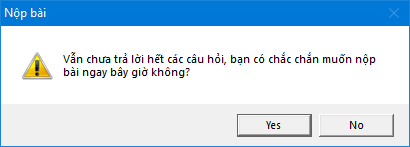 Nộp bài
Vẫn chưa trả lời hết các câu hỏi, bạn có chắc chắn muốn nộp
bài ngay bây giờ không?
Yes
No